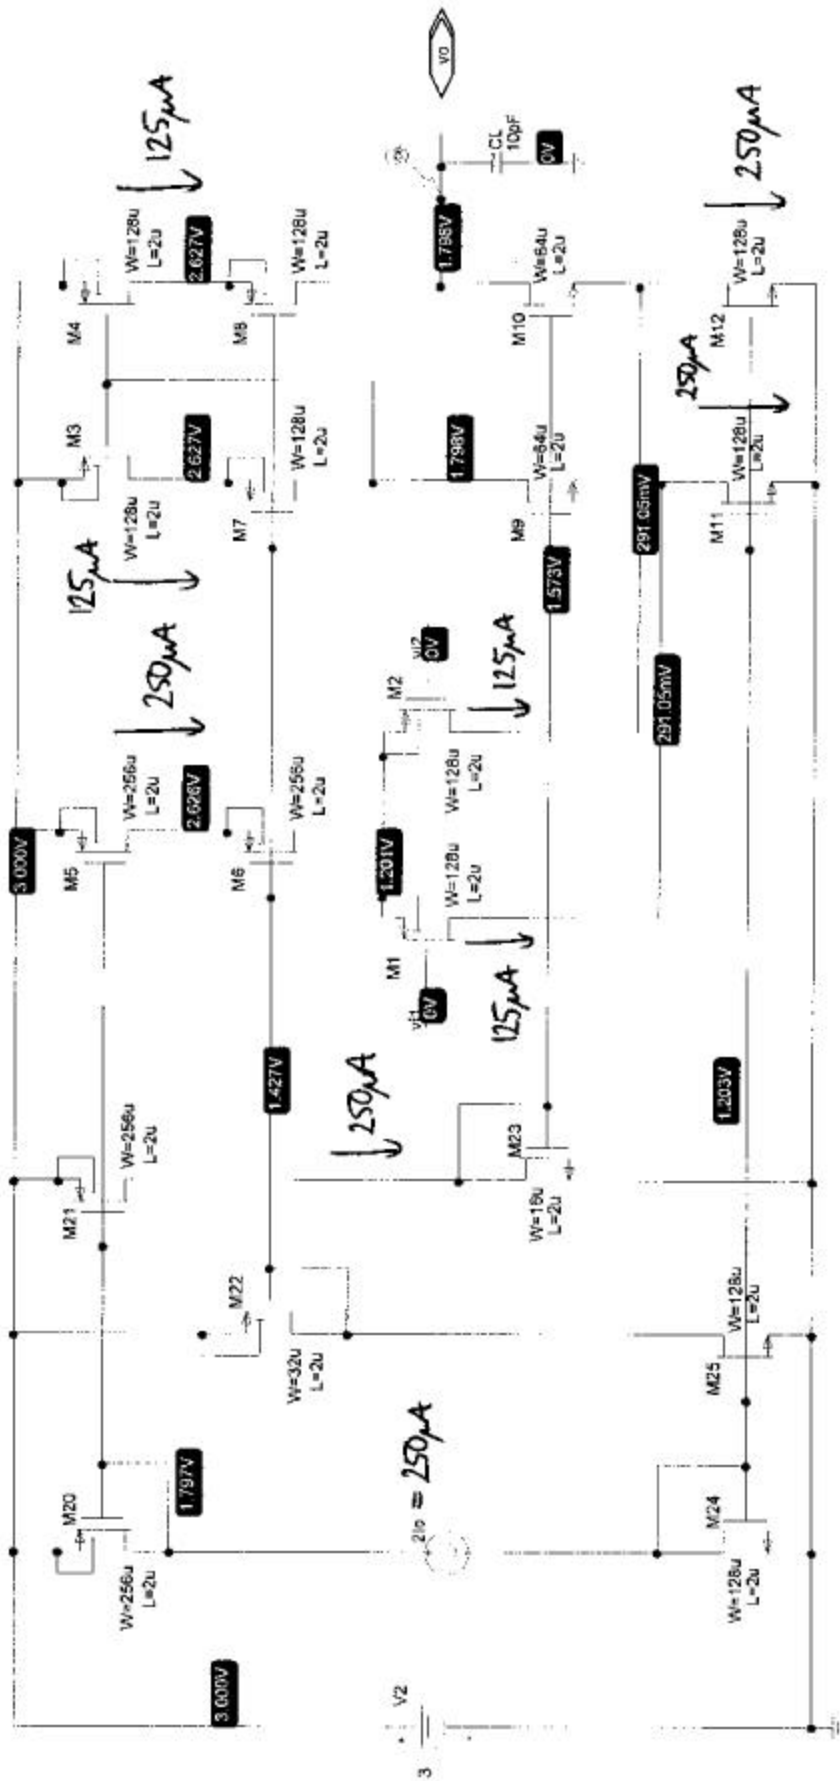 3.000V
V2
3
M20
W=256u
L=2u
1.797V
2Io = 250µA
M24
W=128u
L=2u
M21
W=256u
L=2u
M22
W=32u
L=2u
M25
W=128u
L=2u
M23
W=16u
L=2u
250µA
1.427V
1.203V
3.000V
M5
W=256u
L=2u
250µA
2.626V
M6
W=256u
L=2u
1.201V
M1
W=128u
L=2u
vi1
0V
125µA
M2
W=128u
L=2u
vi2
0V
125µA
1.573V
291.05mV
291.05mV
M3
W=128u
L=2u
125µA
2.627V
M7
W=128u
L=2u
1.798V
M9
W=64u
L=2u
M11
W=128u
L=2u
250µA
M4
W=128u
L=2u
125µA
2.627V
M8
W=128u
L=2u
1.798V
M10
W=64u
L=2u
M12
W=128u
L=2u
250µA
CL
10pF
0V
vo